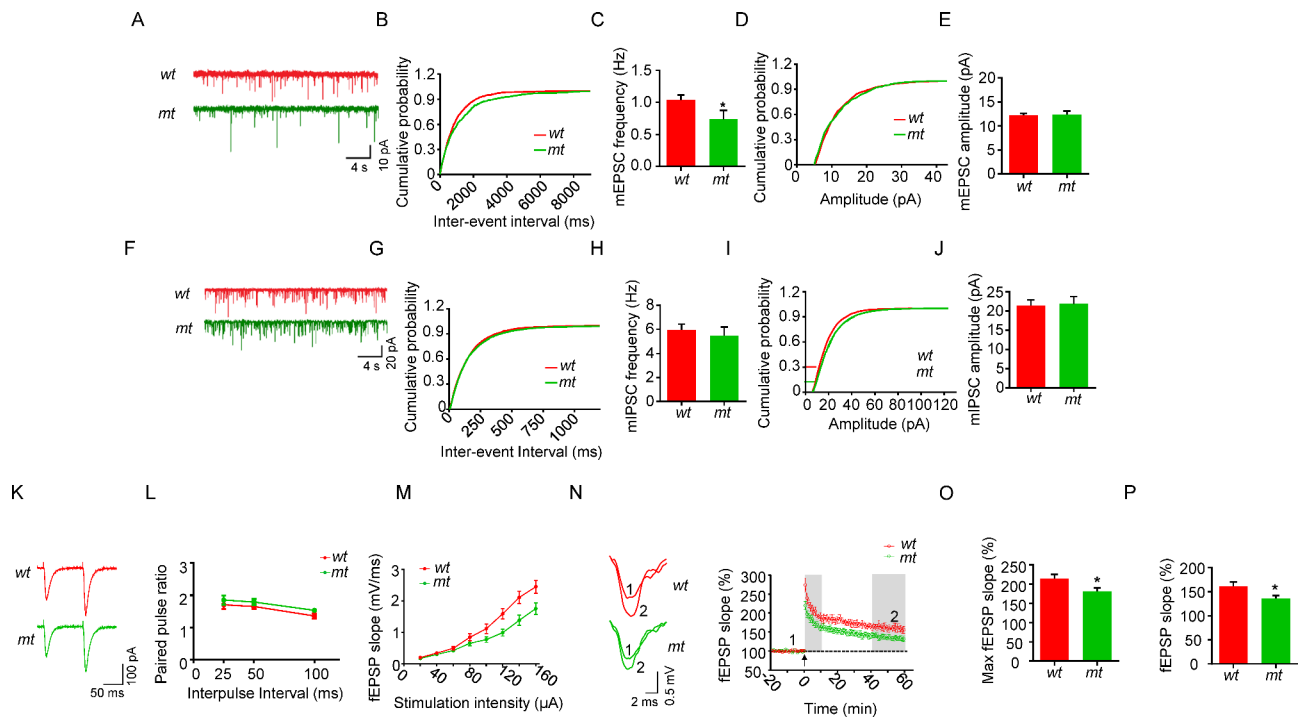 A
wt
mt
4 s
10 pA
B
Cumulative probability
1.2
0.9
0.6
0.3
0
wt
mt
0
2000
4000
6000
8000
Inter-event interval (ms)
C
mEPSC frequency (Hz)
1.5
1.0
0.5
0.0
*
wt
mt
D
Cumulative probability
1.2
0.9
0.6
0.3
0
wt
mt
0
10
20
30
40
Amplitude (pA)
E
mEPSC amplitude (pA)
20
15
10
5
0
wt
mt
F
wt
mt
4 s
20 pA
G
Cumulative probability
1.2
0.9
0.6
0.3
0
wt
mt
0
250
500
750
1000
Inter-event Interval (ms)
H
mIPSC frequency (Hz)
8
6
4
2
0
wt
mt
I
Cumulative probability
1.2
0.9
0.6
0.3
0
wt
mt
0
20
40
60
80
100
120
Amplitude (pA)
J
mIPSC amplitude (pA)
25
20
15
10
5
0
wt
mt
K
wt
mt
50 ms
100 pA
L
Paired pulse ratio
3
2
1
0
wt
mt
0
25
50
100
Interpulse Interval (ms)
M
fEPSP slope (mV/ms)
3
2
1
0
wt
mt
0
40
80
120
160
Stimulation intensity (µA)
N
1
2
wt
1
2
mt
2 ms
0.5 mV
fEPSP slope (%)
300
250
200
150
100
50
wt
mt
1
2
-20
0
20
40
60
Time (min)
O
Max fEPSP slope (%)
250
200
150
100
50
0
*
wt
mt
P
fEPSP slope (%)
200
150
100
50
0
*
wt
mt